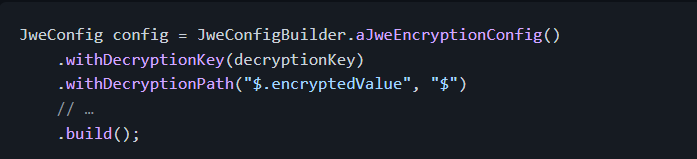 JweConfig config = JweConfigBuilder.aJweEncryptionConfig()
    .withDecryptionKey(decryptionKey)
    .withDecryptionPath("$.encryptedValue", "$")
    // …
    .build();